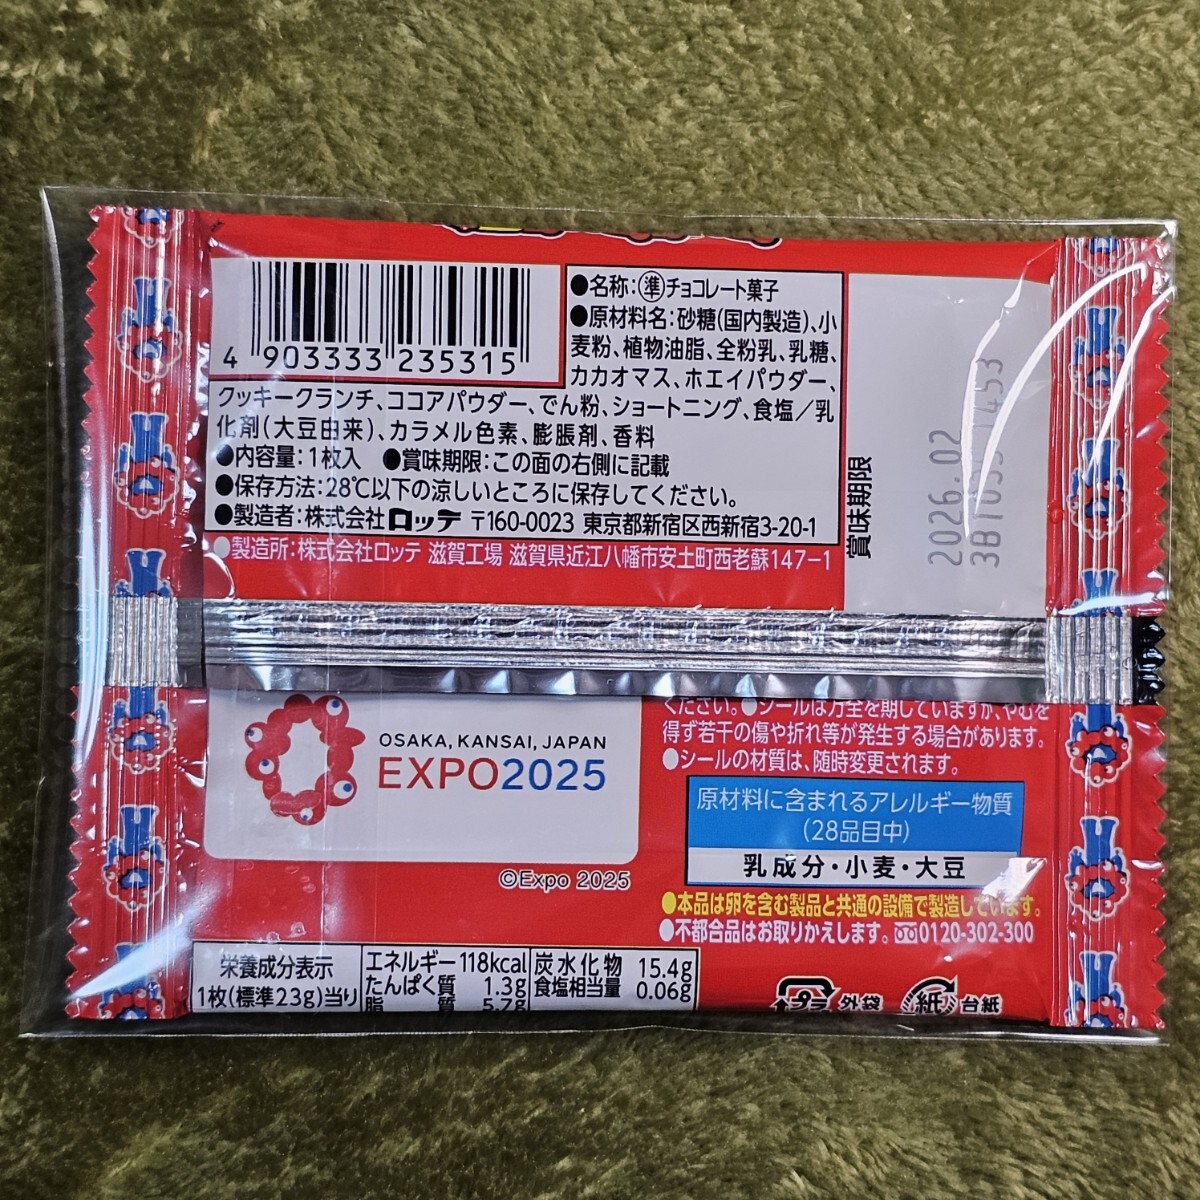 4 903333 235315
●名称:㊝チョコレート菓子
●原材料名:砂糖(国内製造)、小
麦粉、植物油脂、全粉乳、乳糖、
カカオマス、ホエイパウダー、
クッキークランチ、ココアパウダー、でん粉、ショートニング、食塩/乳
化剤(大豆由来)、カラメル色素、膨脹剤、香料
●内容量:1枚入 ●賞味期限:この面の右側に記載
●保存方法:28℃以下の涼しいところに保存してください。
●製造者:株式会社ロッテ 〒160-0023 東京都新宿区西新宿3-20-1
●製造所:株式会社ロッテ 滋賀工場 滋賀県近江八幡市安土町西老蘇147-1
賞味期限
2026.02
OSAKA, KANSAI, JAPAN
EXPO2025
©Expo 2025
ください。●シールは万全を期していますが、やむを
得ず若干の傷や折れ等が発生する場合があります。
●シールの材質は、随時変更されます。
原材料に含まれるアレルギー物質
(28品目中)
乳成分・小麦・大豆
●本品は卵を含む製品と共通の設備で製造しています。
●不都合品はお取りかえします。0120-302-300
栄養成分表示
1枚(標準23g)当り
エネルギー 118kcal
たんぱく質 1.3g
脂質 5.7g
炭水化物 15.4g
食塩相当量 0.06g
プラ 外袋
紙 台紙